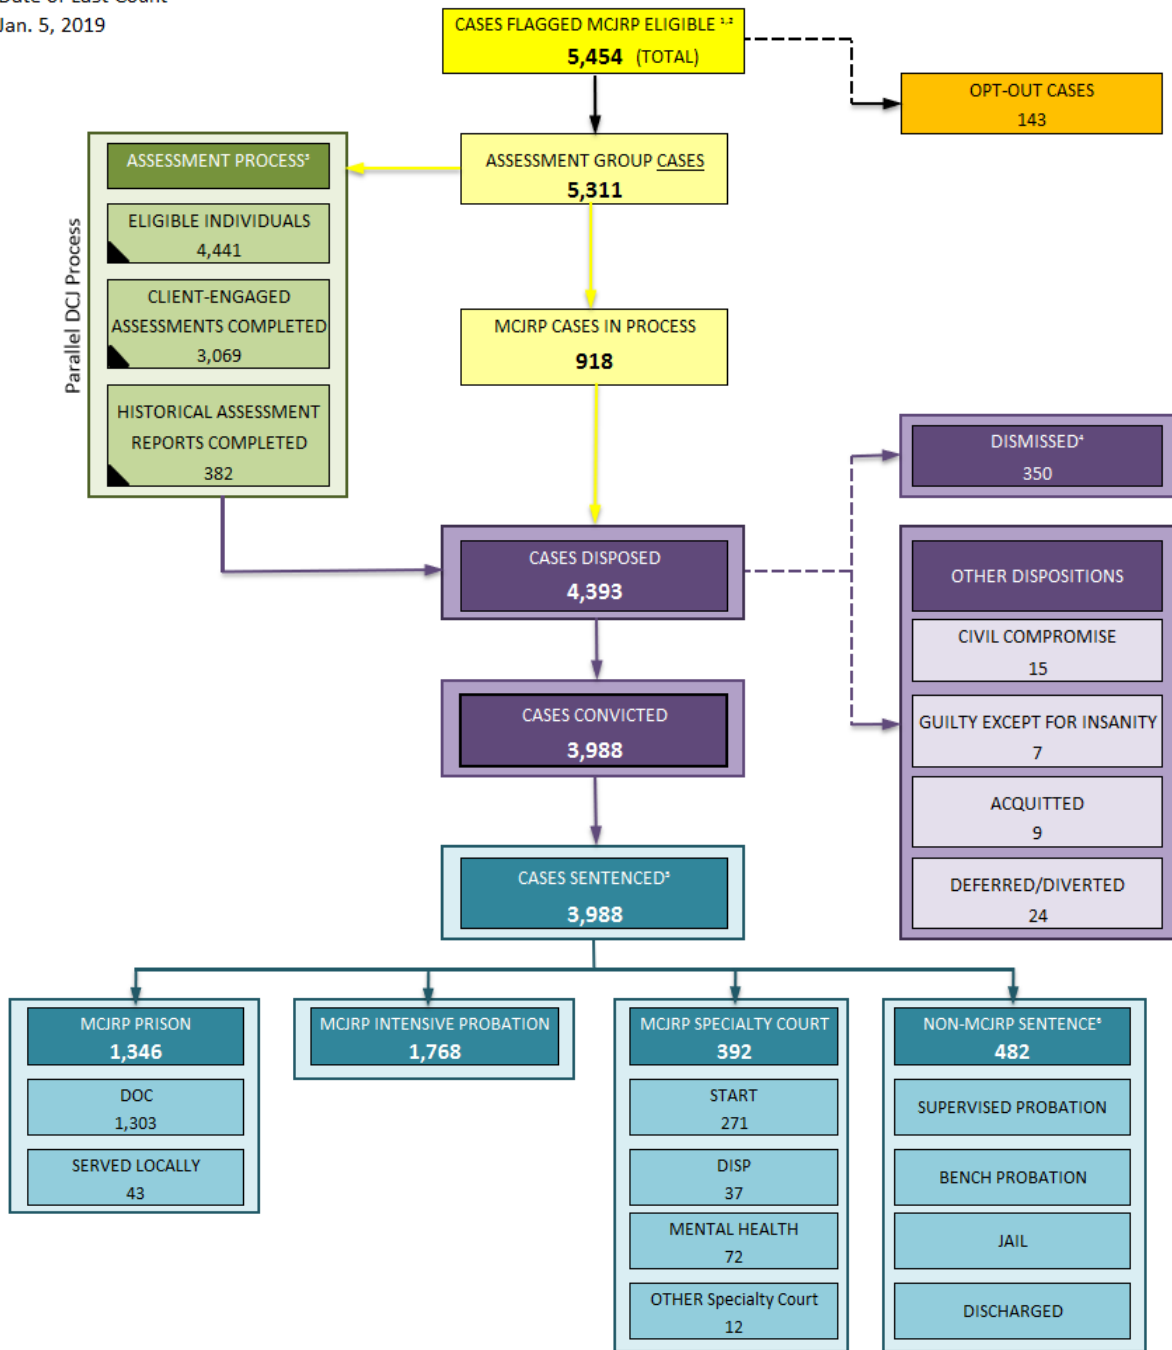 Date of Last Count
Jan. 5, 2019
CASES FLAGGED MCJRP ELIGIBLE ¹,²
5,454 (TOTAL)
OPT-OUT CASES
143
ASSESSMENT GROUP CASES
5,311
Parallel DCJ Process
ASSESSMENT PROCESS³
ELIGIBLE INDIVIDUALS
4,441
CLIENT-ENGAGED
ASSESSMENTS COMPLETED
3,069
HISTORICAL ASSESSMENT
REPORTS COMPLETED
382
MCJRP CASES IN PROCESS
918
DISMISSED⁴
350
CASES DISPOSED
4,393
OTHER DISPOSITIONS
CIVIL COMPROMISE
15
GUILTY EXCEPT FOR INSANITY
7
ACQUITTED
9
DEFERRED/DIVERTED
24
CASES CONVICTED
3,988
CASES SENTENCED⁵
3,988
MCJRP PRISON
1,346
DOC
1,303
SERVED LOCALLY
43
MCJRP INTENSIVE PROBATION
1,768
MCJRP SPECIALTY COURT
392
START
271
DISP
37
MENTAL HEALTH
72
OTHER Specialty Court
12
NON-MCJRP SENTENCE⁶
482
SUPERVISED PROBATION
BENCH PROBATION
JAIL
DISCHARGED